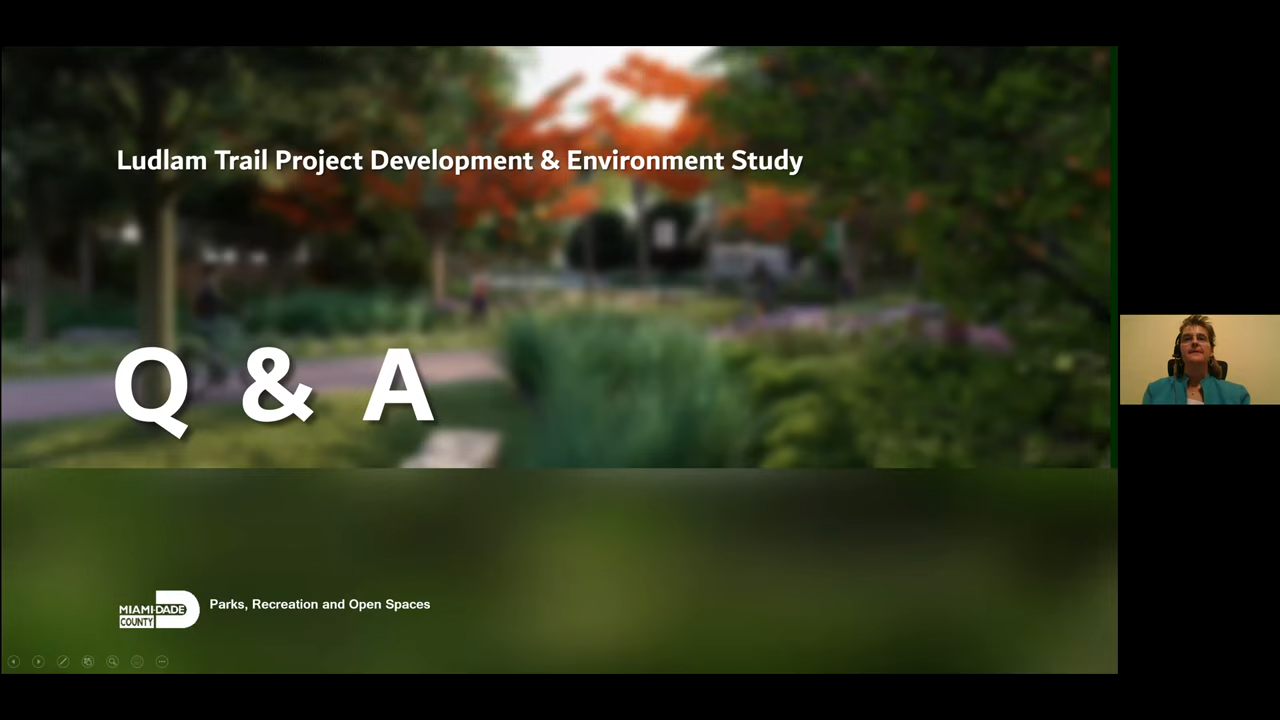 Ludlam Trail Project Development & Environment Study
Q & A
MIAMI-DADE
COUNTY
Parks, Recreation and Open Spaces